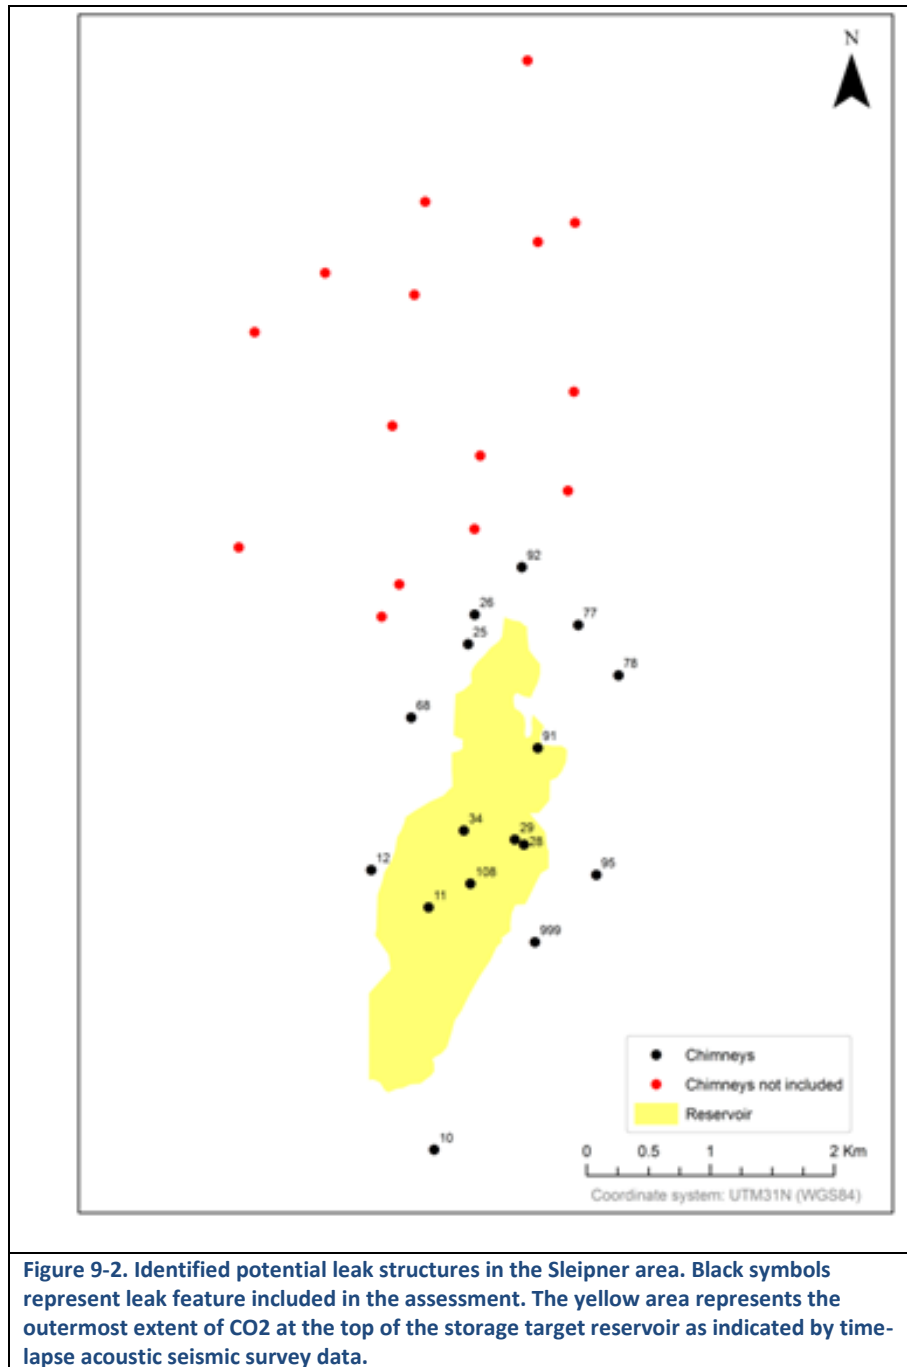 N
92
26
77
25
78
68
91
34
29
28
12
95
108
11
999
Chimneys
Chimneys not included
Reservoir
10
0 0.5 1 2 Km
Coordinate system: UTM31N (WGS84)
Figure 9-2. Identified potential leak structures in the Sleipner area. Black symbols
represent leak feature included in the assessment. The yellow area represents the
outermost extent of CO2 at the top of the storage target reservoir as indicated by time-
lapse acoustic seismic survey data.